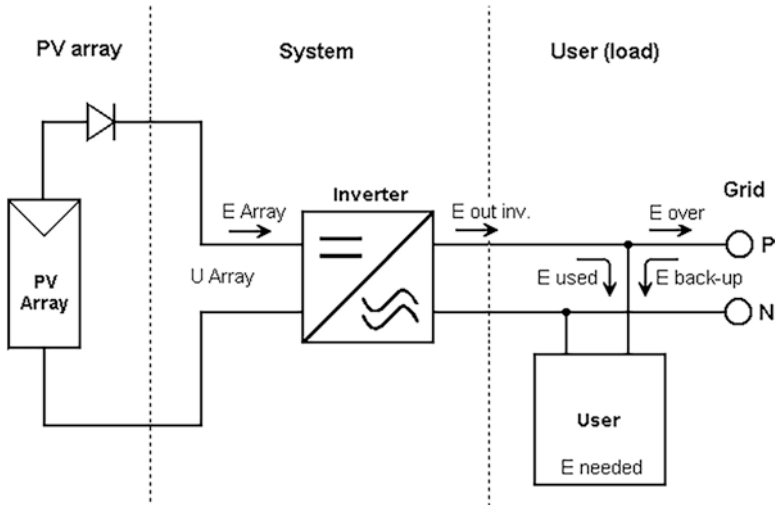 PV array
System
User (load)
Inverter
Grid
E Array
E out inv.
E over
P
PV
Array
U Array
E used
E back-up
N
User
E needed